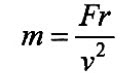 m = Fr / v²